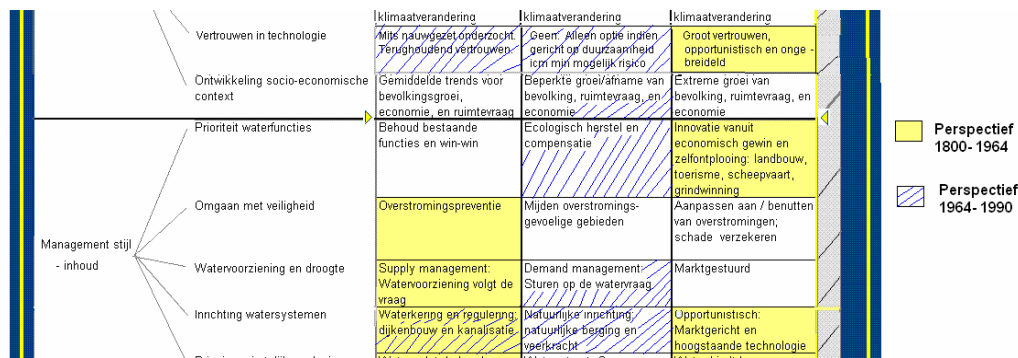 klimaatverandering klimaatverandering klimaatverandering
Vertrouwen in technologie
Mits nauwgezet onderzocht.
Terughoudend vertrouwen
Geen: Alleen optie indien
gericht op duurzaamheid
icm min mogelijk risico
Groot vertrouwen,
opportunistisch en onge -
breideld
Ontwikkeling socio-economische
context
Gemiddelde trends voor
bevolkingsgroei,
economie, en ruimtevraag
Beperkte groei/afname van
bevolking, ruimtevraag, en
economie
Extreme groei van
bevolking, ruimtevraag, en
economie
Prioriteit waterfuncties
Behoud bestaande
functies en win-win
Ecologisch herstel en
compensatie
Innovatie vanuit
economisch gewin en
zelfontplooing: landbouw,
toerisme, scheepvaart,
grindwinning
Omgaan met veiligheid
Overstromingspreventie
Mijden overstromings-
gevoelige gebieden
Aanpassen aan / benutten
van overstromingen;
schade verzekeren
Management stijl
- inhoud
Watervoorziening en droogte
Supply management:
Watervoorziening volgt de
vraag
Demand management:
Sturen op de watervraag
Marktgestuurd
Inrichting watersystemen
Waterkering en regulering;
dijkenbouw en kanalisatie
Natuurlijke inrichting;
natuurlijke berging en
veerkracht
Opportunistisch:
Marktgericht en
hoogstaande technologie
Perspectief
1800- 1964
Perspectief
1964- 1990